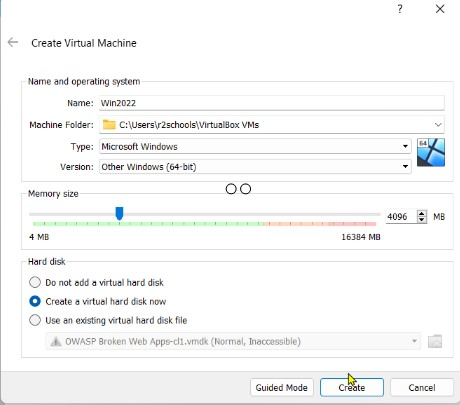 ?
Create Virtual Machine
Name and operating system
Name: Win2022
Machine Folder: C:\Users\r2schools\VirtualBox VMs
Type: Microsoft Windows
64
Version: Other Windows (64-bit)
Memory size
4096 MB
4 MB 16384 MB
Hard disk
Do not add a virtual hard disk
Create a virtual hard disk now
Use an existing virtual hard disk file
OWASP Broken Web Apps-cl1.vmdk (Normal, Inaccessible)
Guided Mode Create Cancel